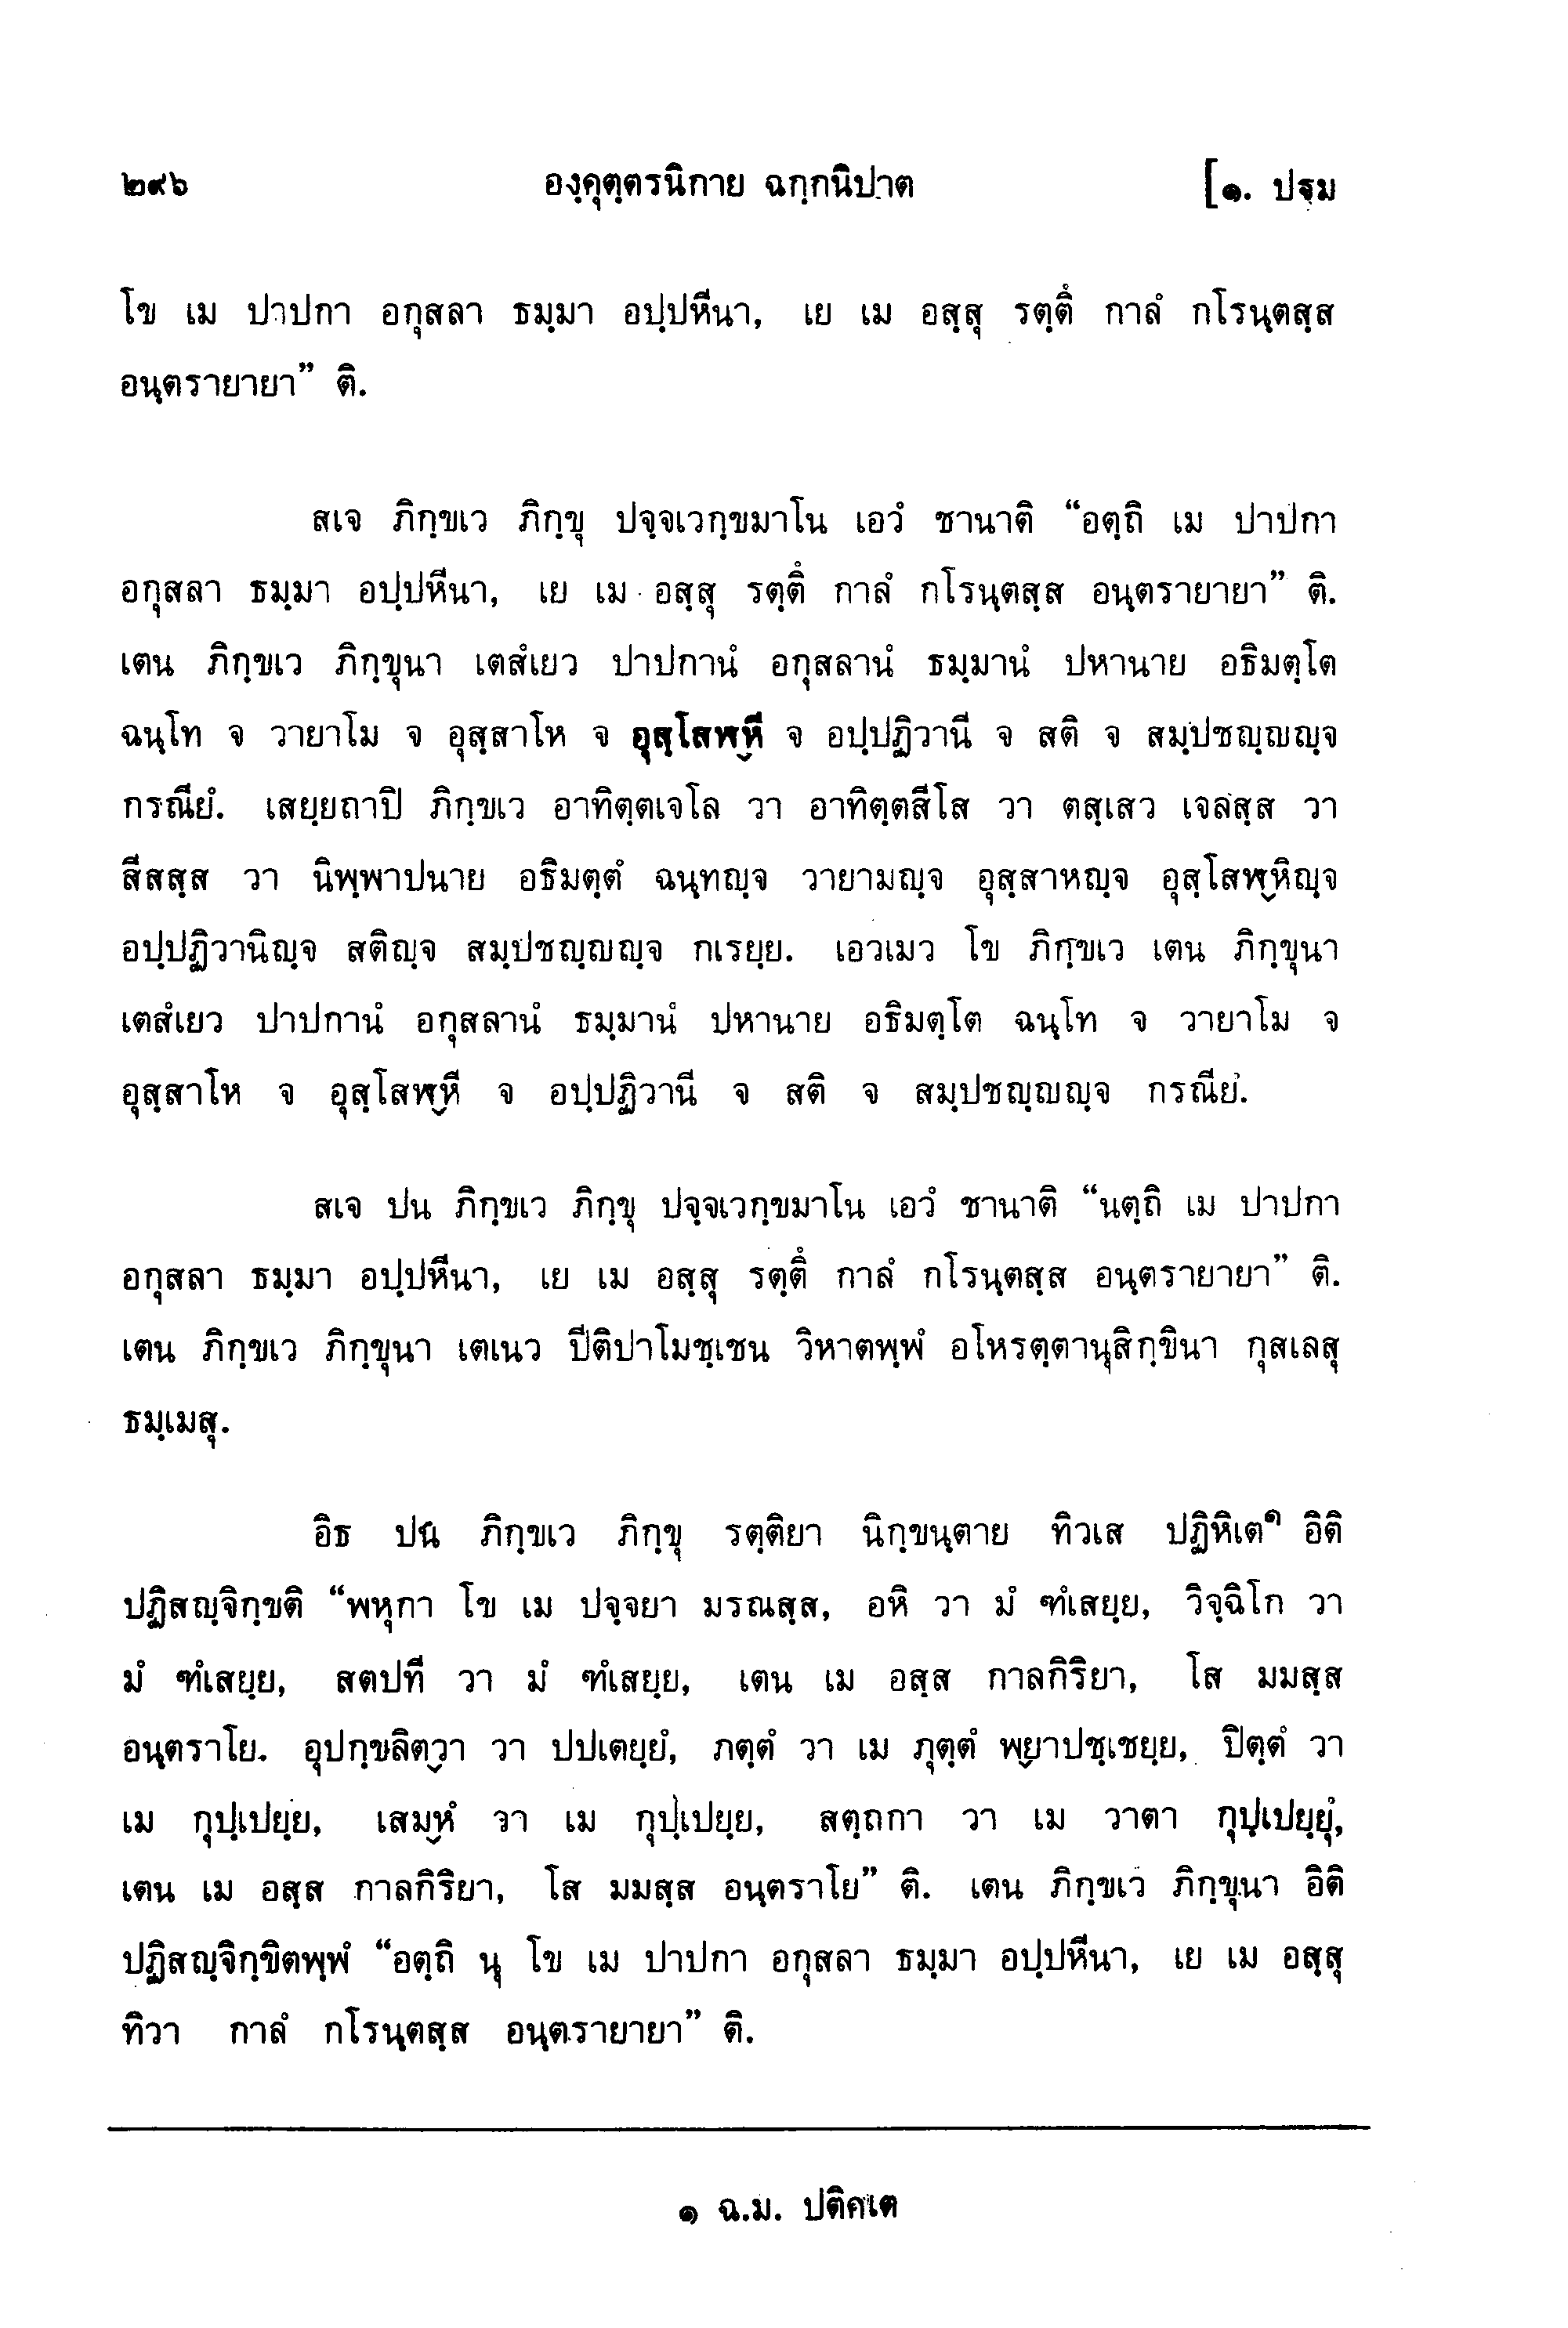 ๒๙๖ องฺคุตฺตรนิกาย ฉกฺกนิปาต [๑. ปฐม
โข เม ปาปกา อกุสลา ธมฺมา อปฺปหีนา, เย เม อสฺสุ รตฺตึ กาลํ กโรนฺตสฺส
อนฺตรายายา” ติ.
สเจ ภิกฺขเว ภิกฺขุ ปจฺจเวกฺขมาโน เอวํ ชานาติ “อตฺถิ เม ปาปกา
อกุสลา ธมฺมา อปฺปหีนา, เย เม อสฺสุ รตฺตึ กาลํ กโรนฺตสฺส อนฺตรายายา” ติ.
เตน ภิกฺขเว ภิกฺขุนา เตสํเยว ปาปกานํ อกุสลานํ ธมฺมานํ ปหานาย อธิมตฺโต
ฉนฺโท จ วายาโม จ อุสฺสาโห จ อุสฺโสฬฺหี จ อปฺปฏิวานี จ สติ จ สมฺปชญฺญญฺจ
กรณียํ. เสยฺยถาปิ ภิกฺขเว อาทิตฺตเจโล วา อาทิตฺตสีโส วา ตสฺเสว เจลสฺส วา
สีสสฺส วา นิพฺพาปนาย อธิมตฺตํ ฉนฺทญฺจ วายามญฺจ อุสฺสาหญฺจ อุสฺโสฬฺหิญฺจ
อปฺปฏิวานิญฺจ สติญฺจ สมฺปชญฺญญฺจ กเรยฺย. เอวเมว โข ภิกฺขเว เตน ภิกฺขุนา
เตสํเยว ปาปกานํ อกุสลานํ ธมฺมานํ ปหานาย อธิมตฺโต ฉนฺโท จ วายาโม จ
อุสฺสาโห จ อุสฺโสฬฺหี จ อปฺปฏิวานี จ สติ จ สมฺปชญฺญญฺจ กรณียํ.
สเจ ปน ภิกฺขเว ภิกฺขุ ปจฺจเวกฺขมาโน เอวํ ชานาติ “นตฺถิ เม ปาปกา
อกุสลา ธมฺมา อปฺปหีนา, เย เม อสฺสุ รตฺตึ กาลํ กโรนฺตสฺส อนฺตรายายา” ติ.
เตน ภิกฺขเว ภิกฺขุนา เตเนว ปีติปาโมชฺเชน วิหาตพฺพํ อโหรตฺตานุสิกฺขินา กุสเลสุ
ธมฺเมสุ.
อิธ ปน ภิกฺขเว ภิกฺขุ รตฺติยา นิกฺขนฺตาย ทิวเส ปฏิหิเต๑ อิติ
ปฏิสญฺจิกฺขติ “พหุกา โข เม ปจฺจยา มรณสฺส, อหิ วา มํ ฑํเสยฺย, วิจฺฉิโก วา
มํ ฑํเสยฺย, สตปที วา มํ ฑํเสยฺย, เตน เม อสฺส กาลกิริยา, โส มมสฺส
อนฺตราโย. อุปกฺขลิตฺวา วา ปปเตยฺยํ, ภตฺตํ วา เม ภุตฺตํ พฺยาปชฺเชยฺย, ปิตฺตํ วา
เม กุปฺเปยฺย, เสมฺหํ วา เม กุปฺเปยฺย, สตฺถกา วา เม วาตา กุปฺเปยฺยุํ,
เตน เม อสฺส กาลกิริยา, โส มมสฺส อนฺตราโย” ติ. เตน ภิกฺขเว ภิกฺขุนา อิติ
ปฏิสญฺจิกฺขิตพฺพํ “อตฺถิ นุ โข เม ปาปกา อกุสลา ธมฺมา อปฺปหีนา, เย เม อสฺสุ
ทิวา กาลํ กโรนฺตสฺส อนฺตรายายา” ติ.
๑ ฉ.ม. ปติคเต